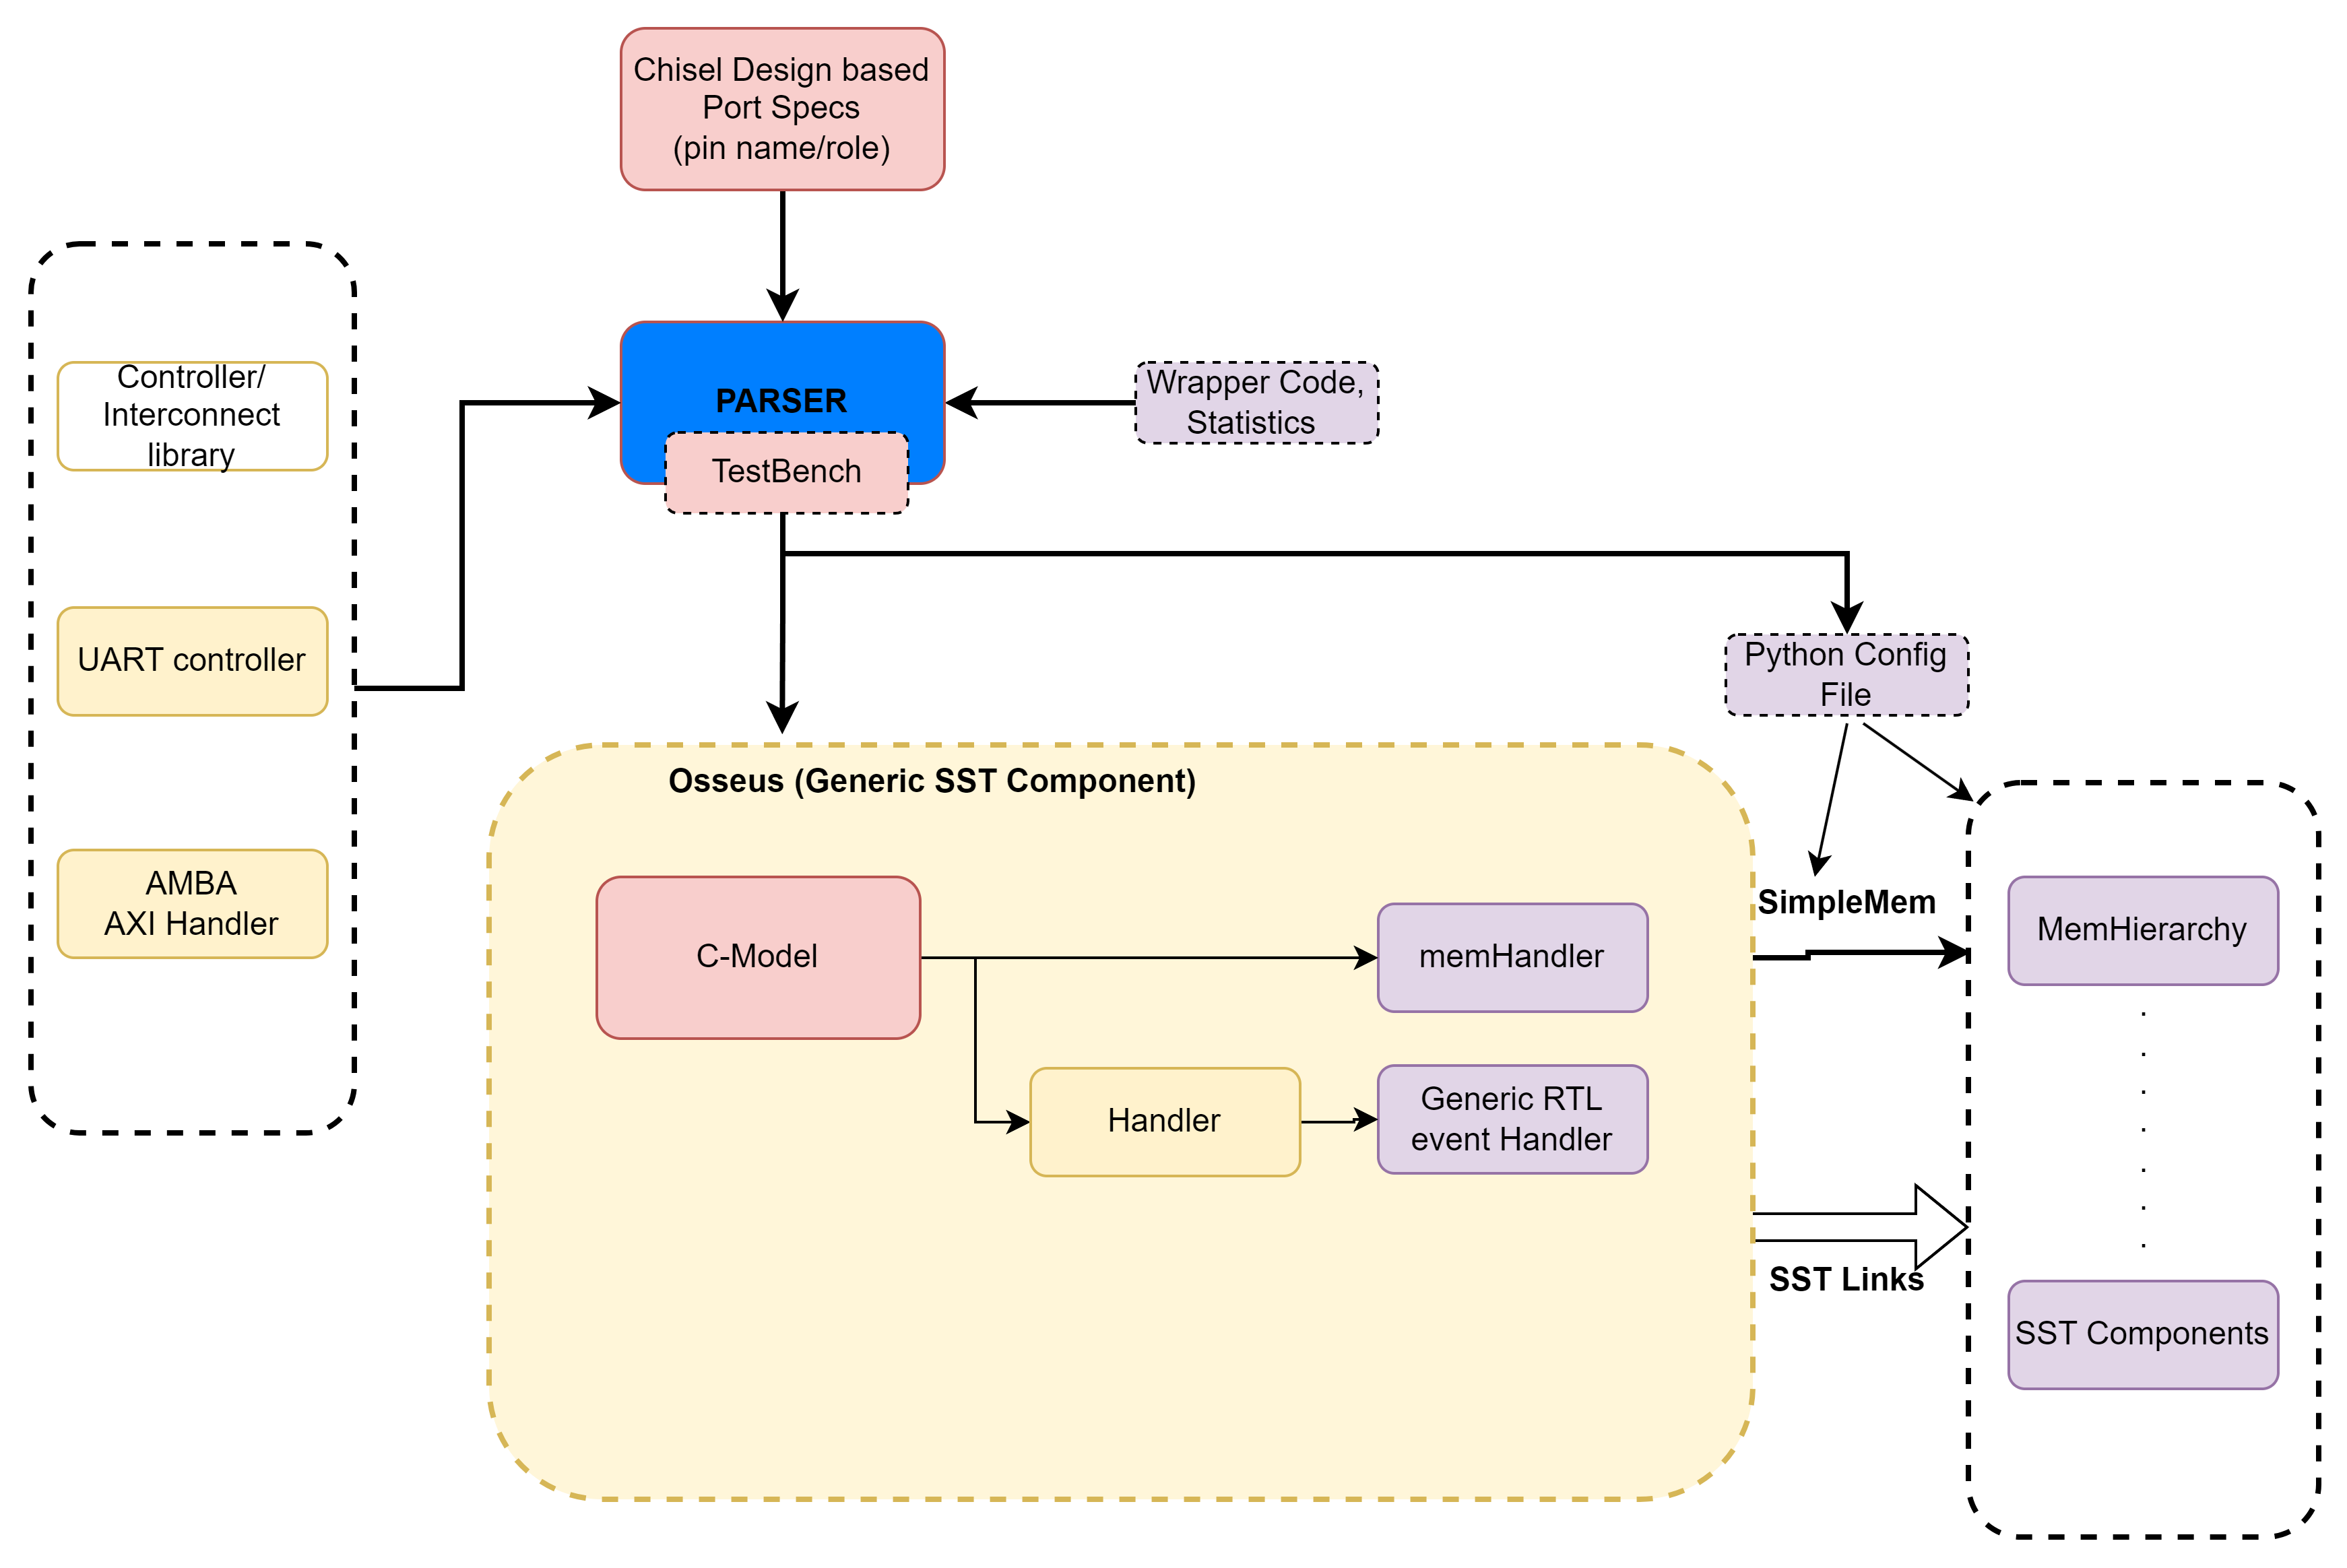 Chisel Design based
Port Specs
(pin name/role)
Controller/
Interconnect
library
PARSER
TestBench
Wrapper Code,
Statistics
UART controller
Python Config
File
AMBA
AXI Handler
Osseus (Generic SST Component)
C-Model
memHandler
Handler
Generic RTL
event Handler
SimpleMem
MemHierarchy
.
.
.
.
.
.
.
SST Links
SST Components